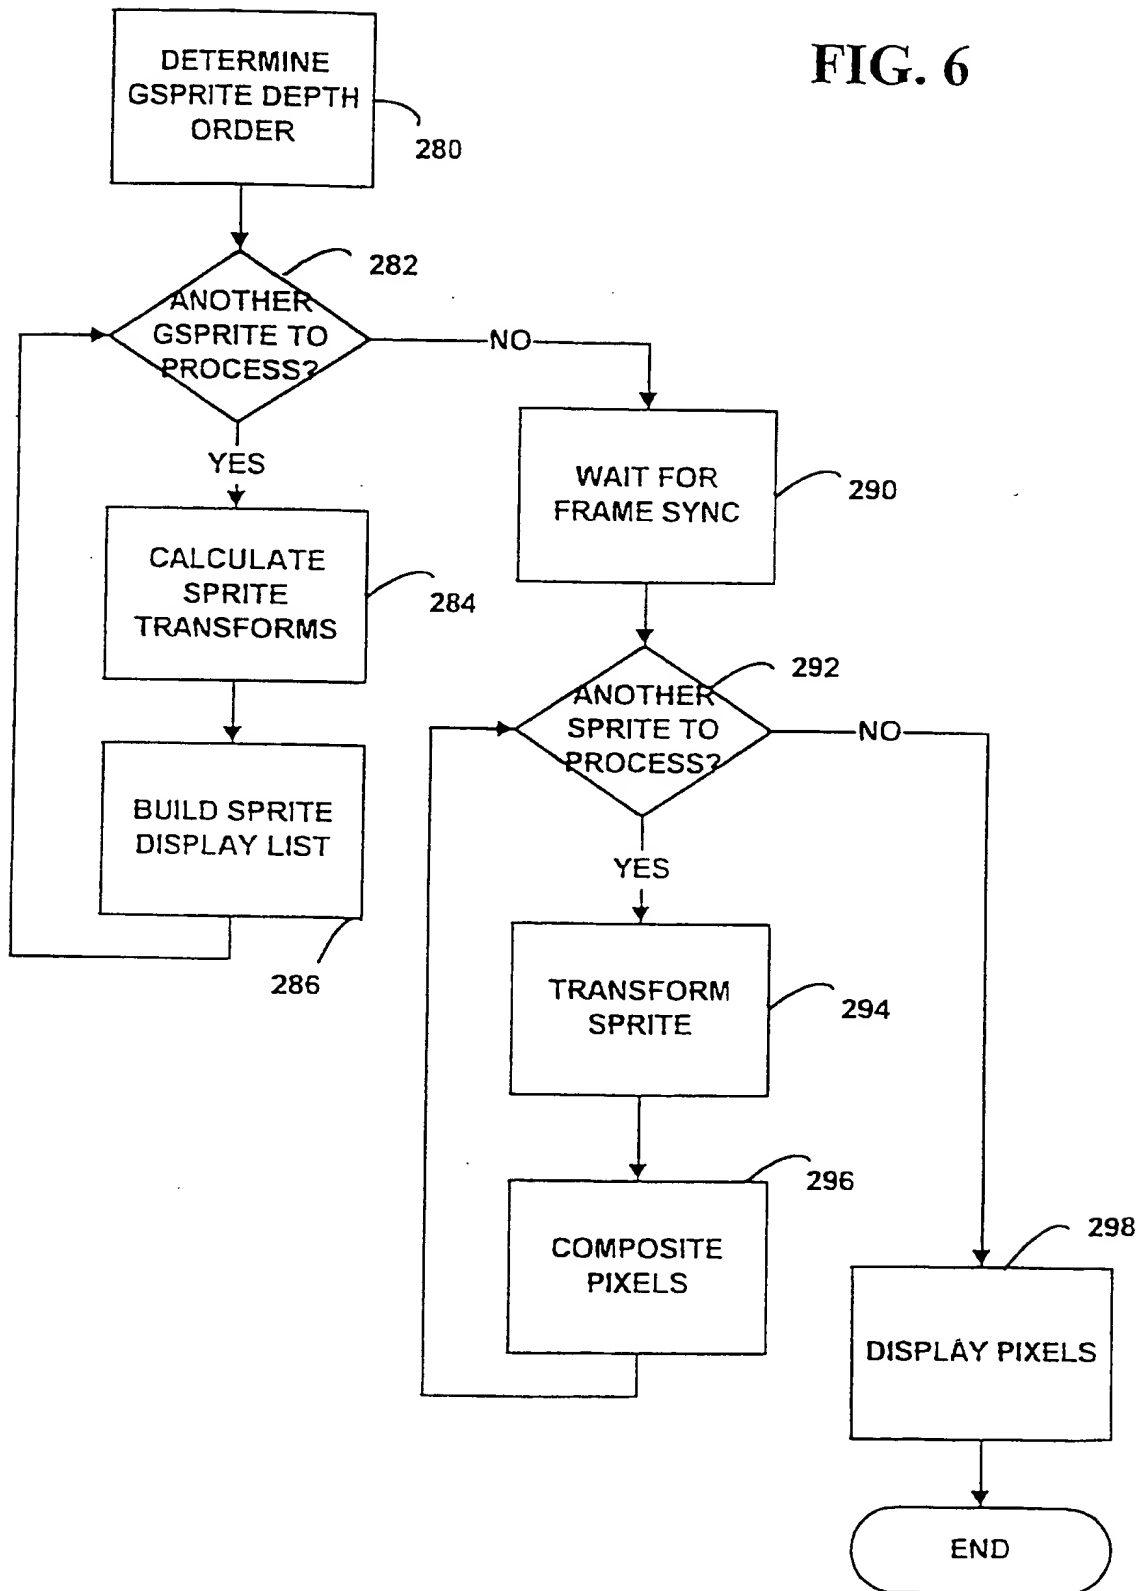 FIG. 6
DETERMINE
GSPRITE DEPTH
ORDER
280
282
ANOTHER
GSPRITE TO
PROCESS?
NO
YES
CALCULATE
SPRITE
TRANSFORMS
284
BUILD SPRITE
DISPLAY LIST
286
WAIT FOR
FRAME SYNC
290
292
ANOTHER
SPRITE TO
PROCESS?
NO
YES
TRANSFORM
SPRITE
294
296
COMPOSITE
PIXELS
298
DISPLAY PIXELS
END